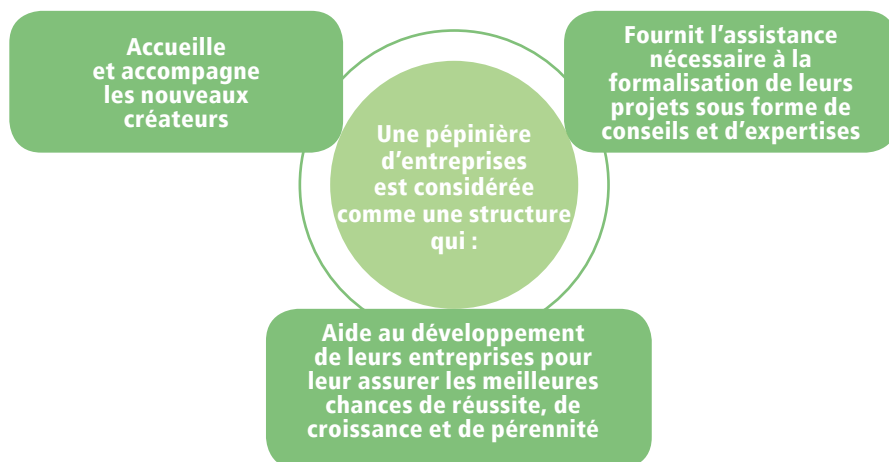 Accueille
et accompagne
les nouveaux
créateurs
Fournit l'assistance
nécessaire à la
formalisation de leurs
projets sous forme de
conseils et d'expertises
Une pépinière
d'entreprises
est considérée
comme une structure
qui :
Aide au développement
de leurs entreprises pour
leur assurer les meilleures
chances de réussite, de
croissance et de pérennité